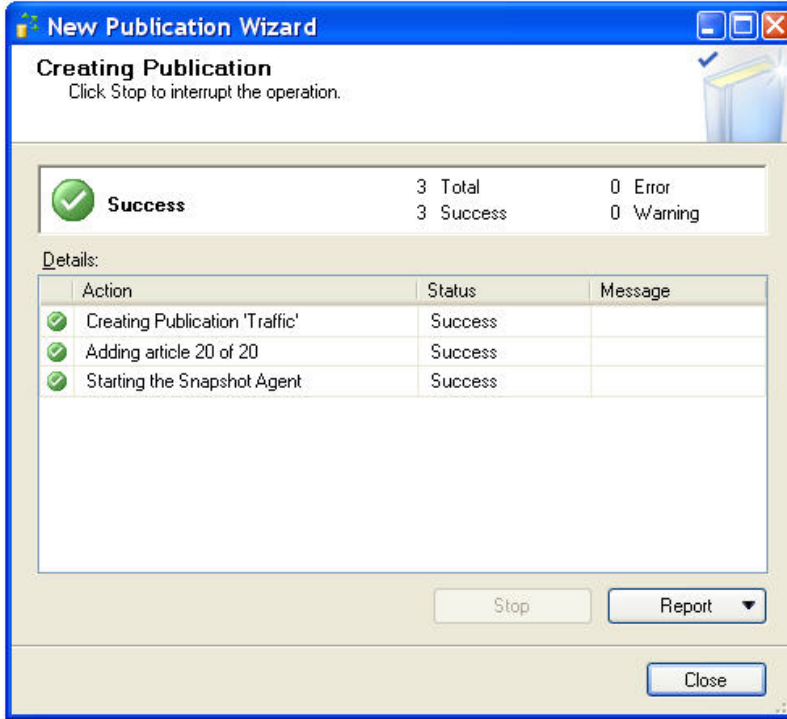 New Publication Wizard
Creating Publication
Click Stop to interrupt the operation.
Success 3 Total 0 Error
3 Success 0 Warning
Details:
Action Status Message
Creating Publication 'Traffic' Success
Adding article 20 of 20 Success
Starting the Snapshot Agent Success
Stop Report
Close